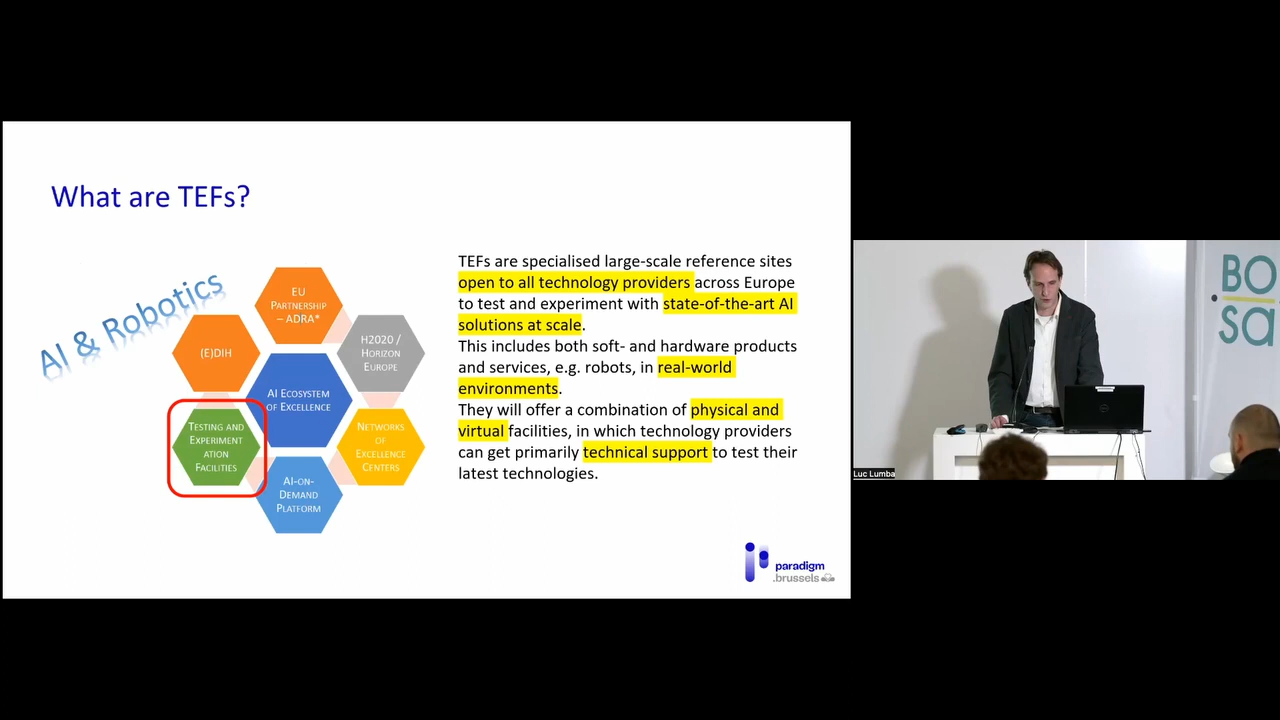 What are TEFs?
AI & Robotics
EU
PARTNERSHIP
– ADRA*
(E)DIH
H2020 /
HORIZON
EUROPE
AI ECOSYSTEM
OF EXCELLENCE
TESTING AND
EXPERIMENT
ATION
FACILITIES
NETWORKS
OF
EXCELLENCE
CENTERS
AI-ON-
DEMAND
PLATFORM
TEFs are specialised large-scale reference sites
open to all technology providers across Europe
to test and experiment with state-of-the-art AI
solutions at scale.
This includes both soft- and hardware products
and services, e.g. robots, in real-world
environments.
They will offer a combination of physical and
virtual facilities, in which technology providers
can get primarily technical support to test their
latest technologies.
paradigm
.brussels
BO
sa
Luc Lumba